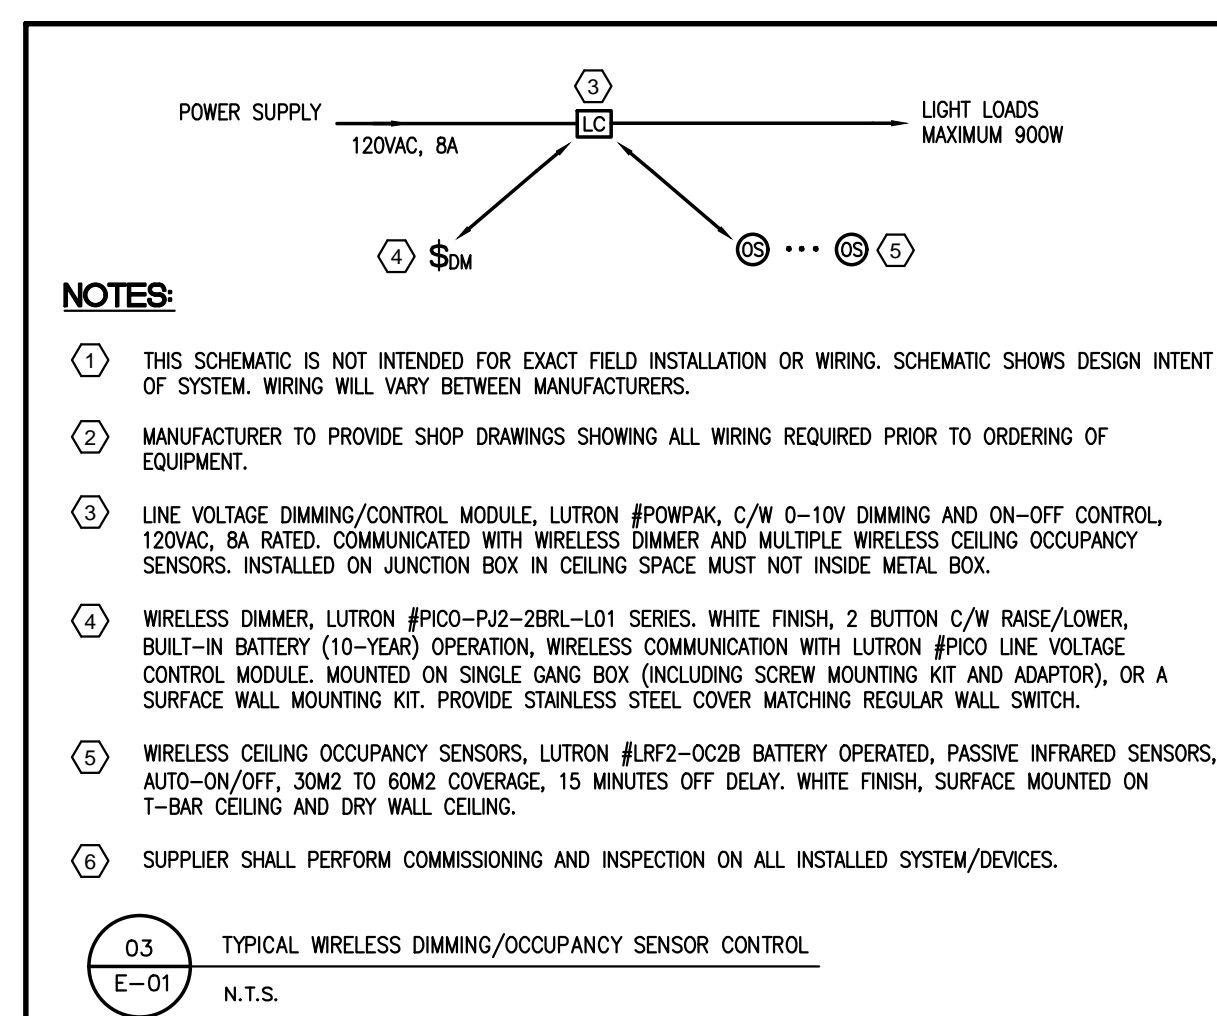 3
POWER SUPPLY
LC
LIGHT LOADS
MAXIMUM 900W
120VAC, 8A
4 $DM
OS ... OS 5
NOTES:
1 THIS SCHEMATIC IS NOT INTENDED FOR EXACT FIELD INSTALLATION OR WIRING. SCHEMATIC SHOWS DESIGN INTENT
OF SYSTEM. WIRING WILL VARY BETWEEN MANUFACTURERS.
2 MANUFACTURER TO PROVIDE SHOP DRAWINGS SHOWING ALL WIRING REQUIRED PRIOR TO ORDERING OF
EQUIPMENT.
3 LINE VOLTAGE DIMMING/CONTROL MODULE, LUTRON #POWPAK, C/W 0-10V DIMMING AND ON-OFF CONTROL,
120VAC, 8A RATED. COMMUNICATED WITH WIRELESS DIMMER AND MULTIPLE WIRELESS CEILING OCCUPANCY
SENSORS. INSTALLED ON JUNCTION BOX IN CEILING SPACE MUST NOT INSIDE METAL BOX.
4 WIRELESS DIMMER, LUTRON #PICO-PJ2-2BRL-L01 SERIES. WHITE FINISH, 2 BUTTON C/W RAISE/LOWER,
BUILT-IN BATTERY (10-YEAR) OPERATION, WIRELESS COMMUNICATION WITH LUTRON #PICO LINE VOLTAGE
CONTROL MODULE. MOUNTED ON SINGLE GANG BOX (INCLUDING SCREW MOUNTING KIT AND ADAPTOR), OR A
SURFACE WALL MOUNTING KIT. PROVIDE STAINLESS STEEL COVER MATCHING REGULAR WALL SWITCH.
5 WIRELESS CEILING OCCUPANCY SENSORS, LUTRON #LRF2-OC2B BATTERY OPERATED, PASSIVE INFRARED SENSORS,
AUTO-ON/OFF, 30M2 TO 60M2 COVERAGE, 15 MINUTES OFF DELAY. WHITE FINISH, SURFACE MOUNTED ON
T-BAR CEILING AND DRY WALL CEILING.
6 SUPPLIER SHALL PERFORM COMMISSIONING AND INSPECTION ON ALL INSTALLED SYSTEM/DEVICES.
03 TYPICAL WIRELESS DIMMING/OCCUPANCY SENSOR CONTROL
E-01 N.T.S.